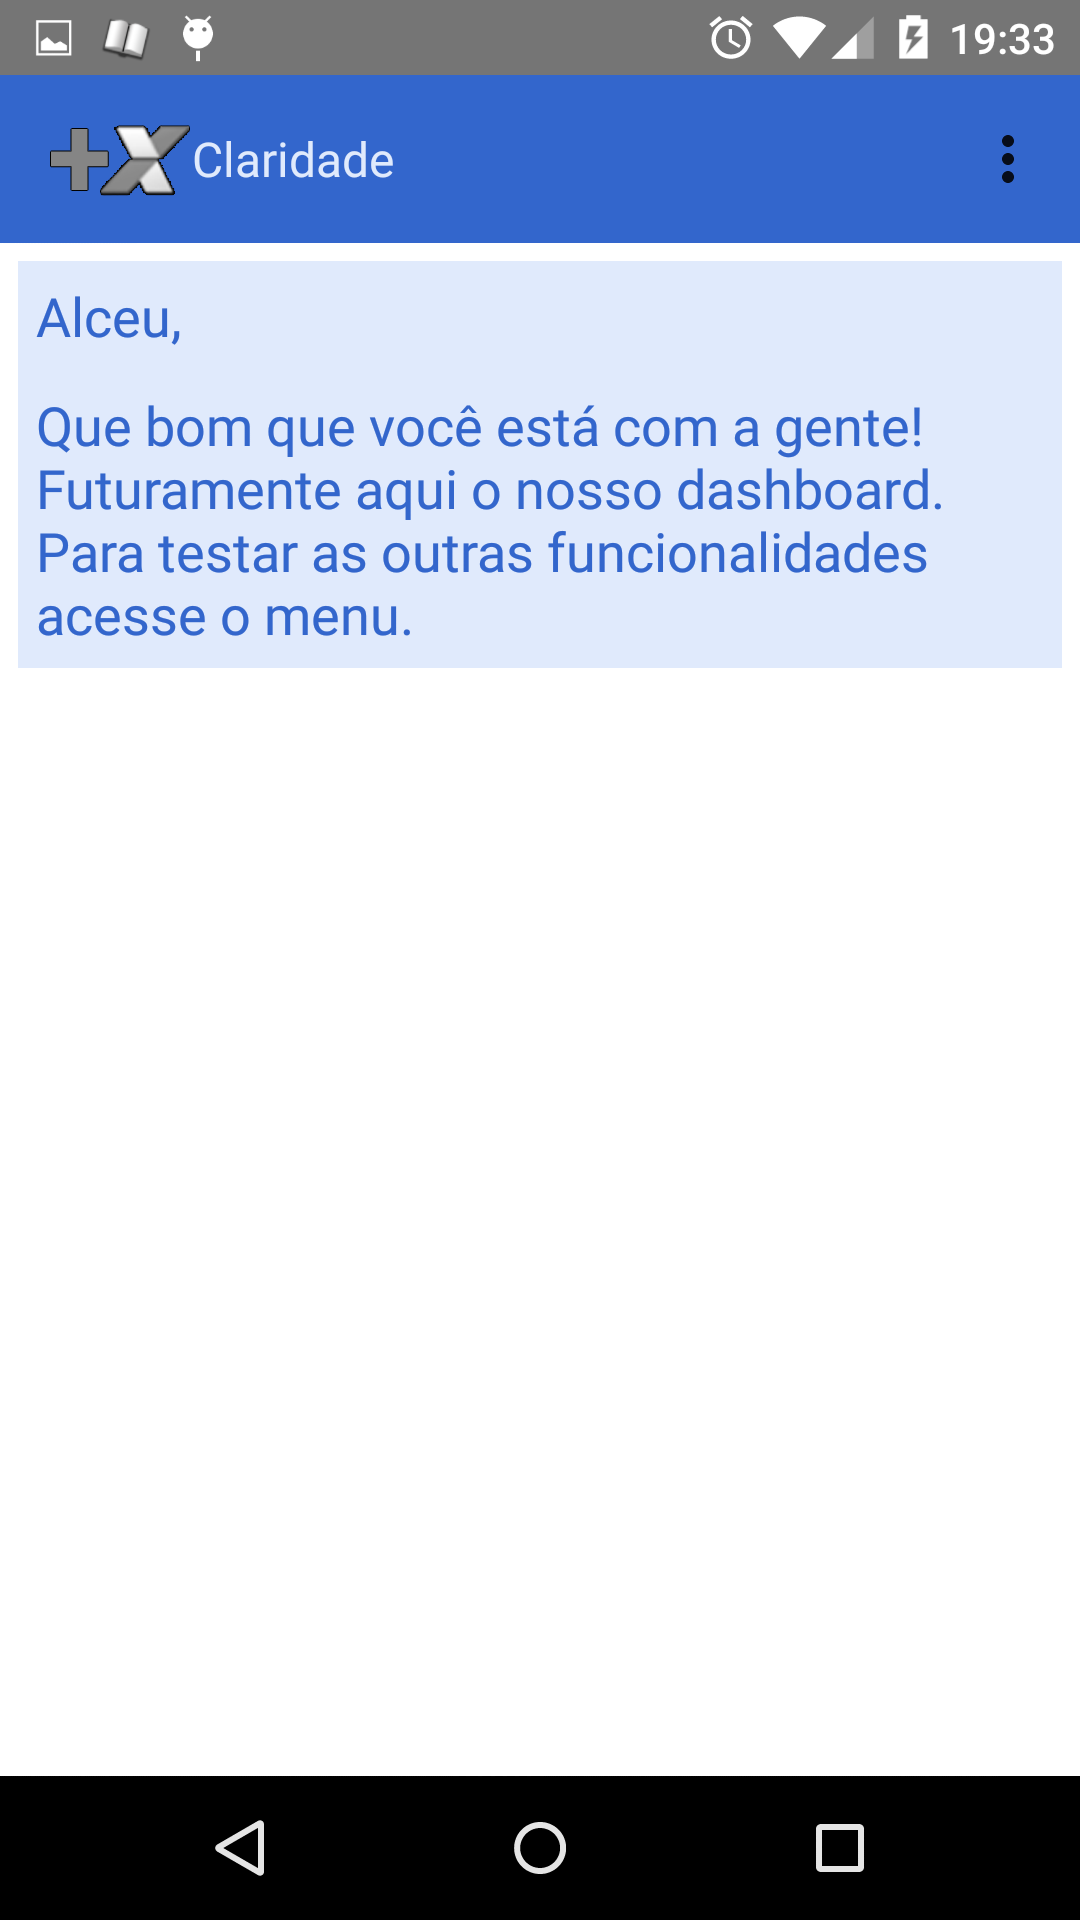 19:33
+X Claridade
Alceu,
Que bom que você está com a gente!
Futuramente aqui o nosso dashboard.
Para testar as outras funcionalidades
acesse o menu.